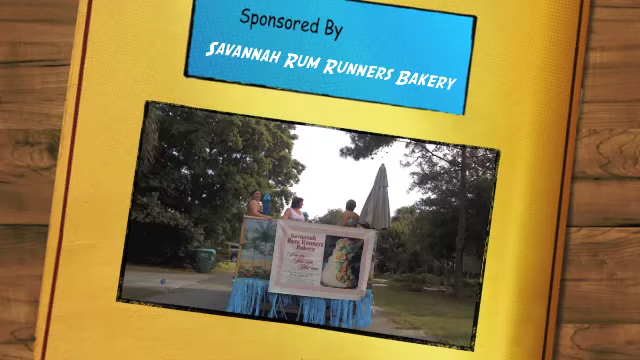 Sponsored By
Savannah Rum Runners Bakery
Savannah
Rum Runners
Bakery